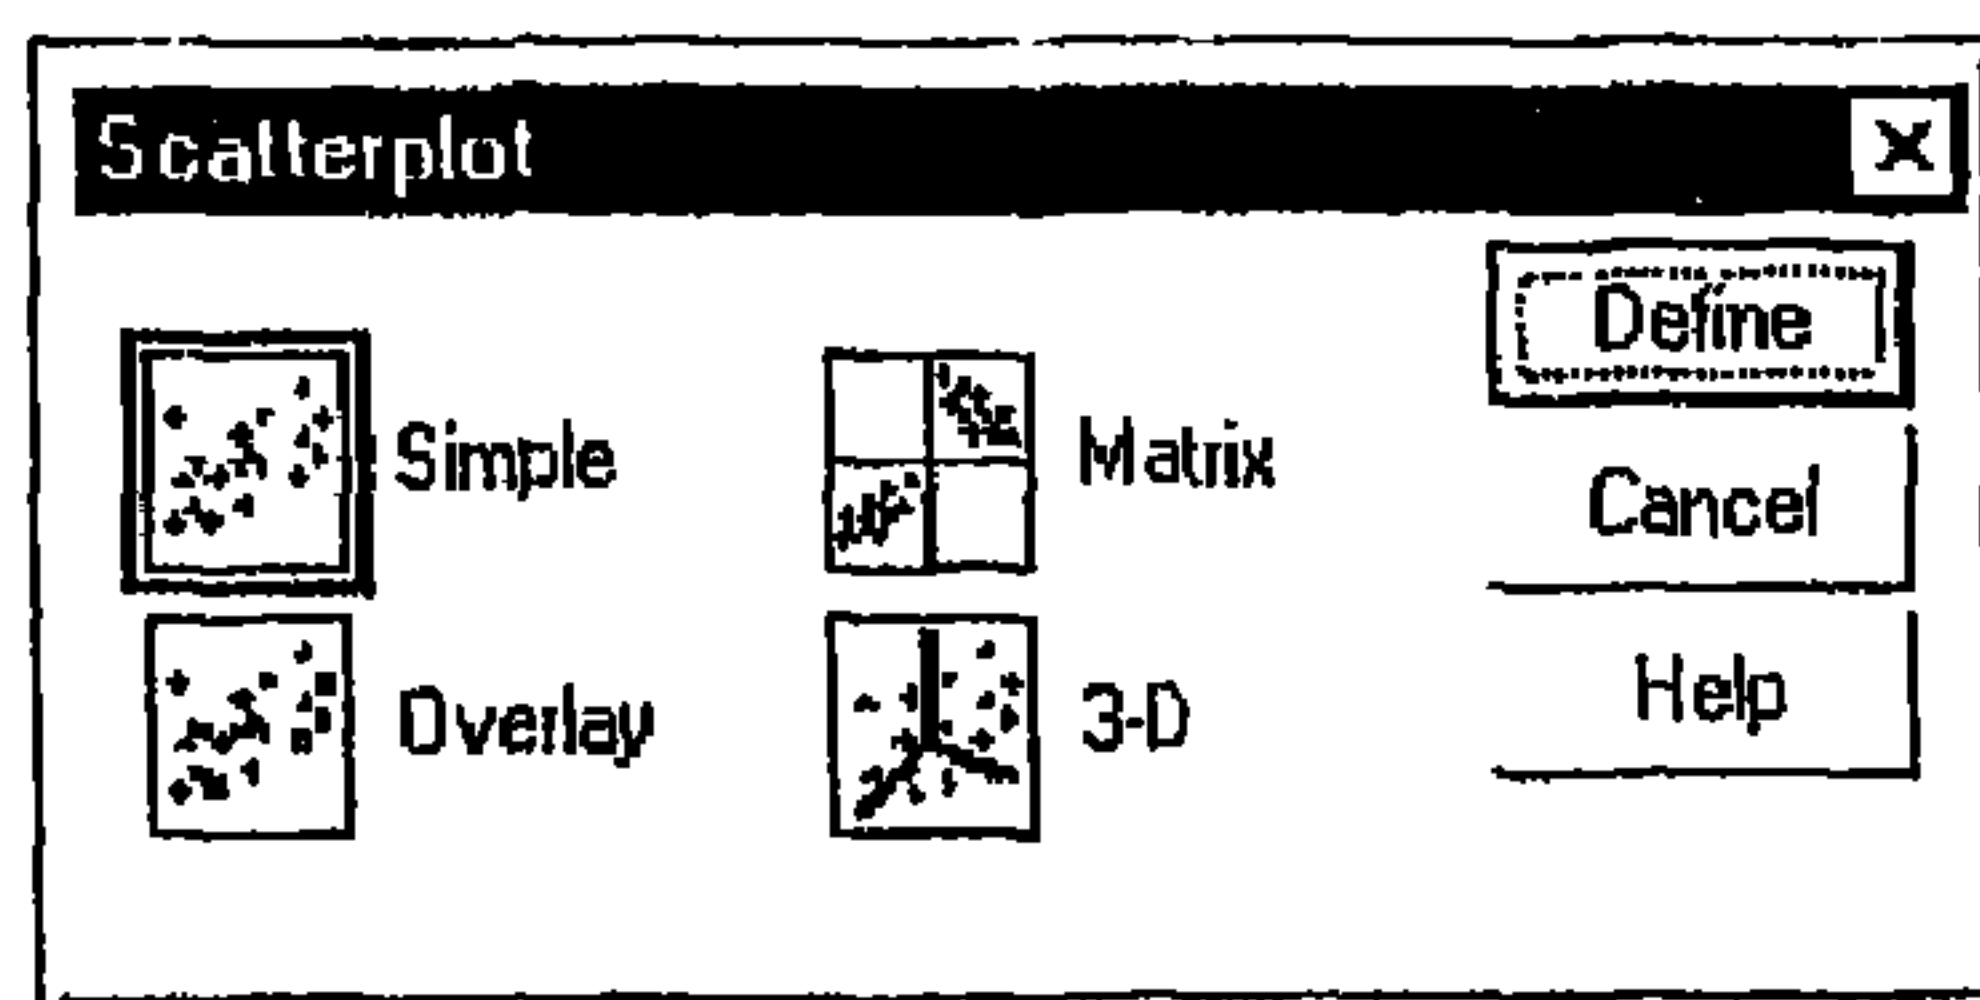 Scatterplot
Simple
Matrix
Overlay
3-D
Define
Cancel
Help